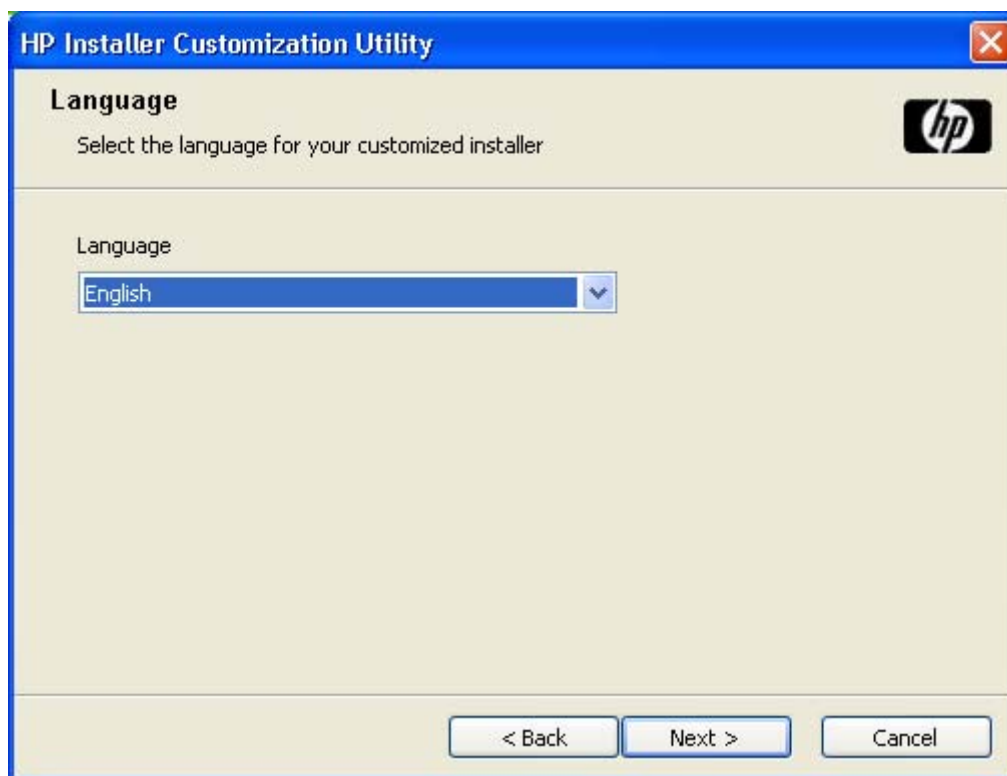 HP Installer Customization Utility
Language
Select the language for your customized installer
hp
Language
English
< Back
Next >
Cancel